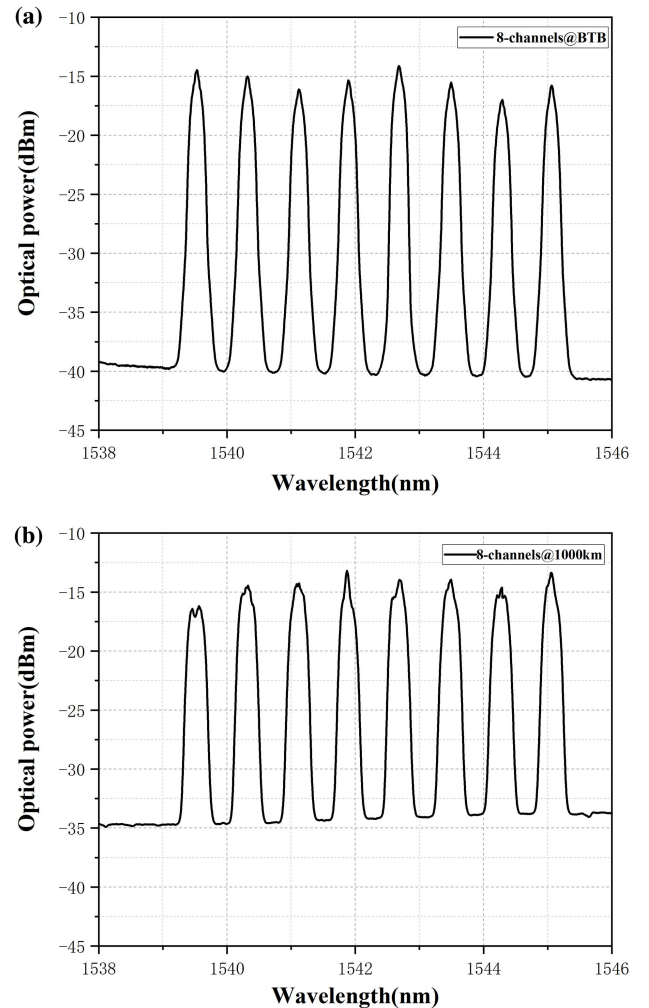 (a)
8-channels@BTB
Optical power(dBm)
−10
−15
−20
−25
−30
−35
−40
−45
1538 1540 1542 1544 1546
Wavelength(nm)
(b)
8-channels@1000km
Optical power(dBm)
−10
−15
−20
−25
−30
−35
−40
−45
1538 1540 1542 1544 1546
Wavelength(nm)